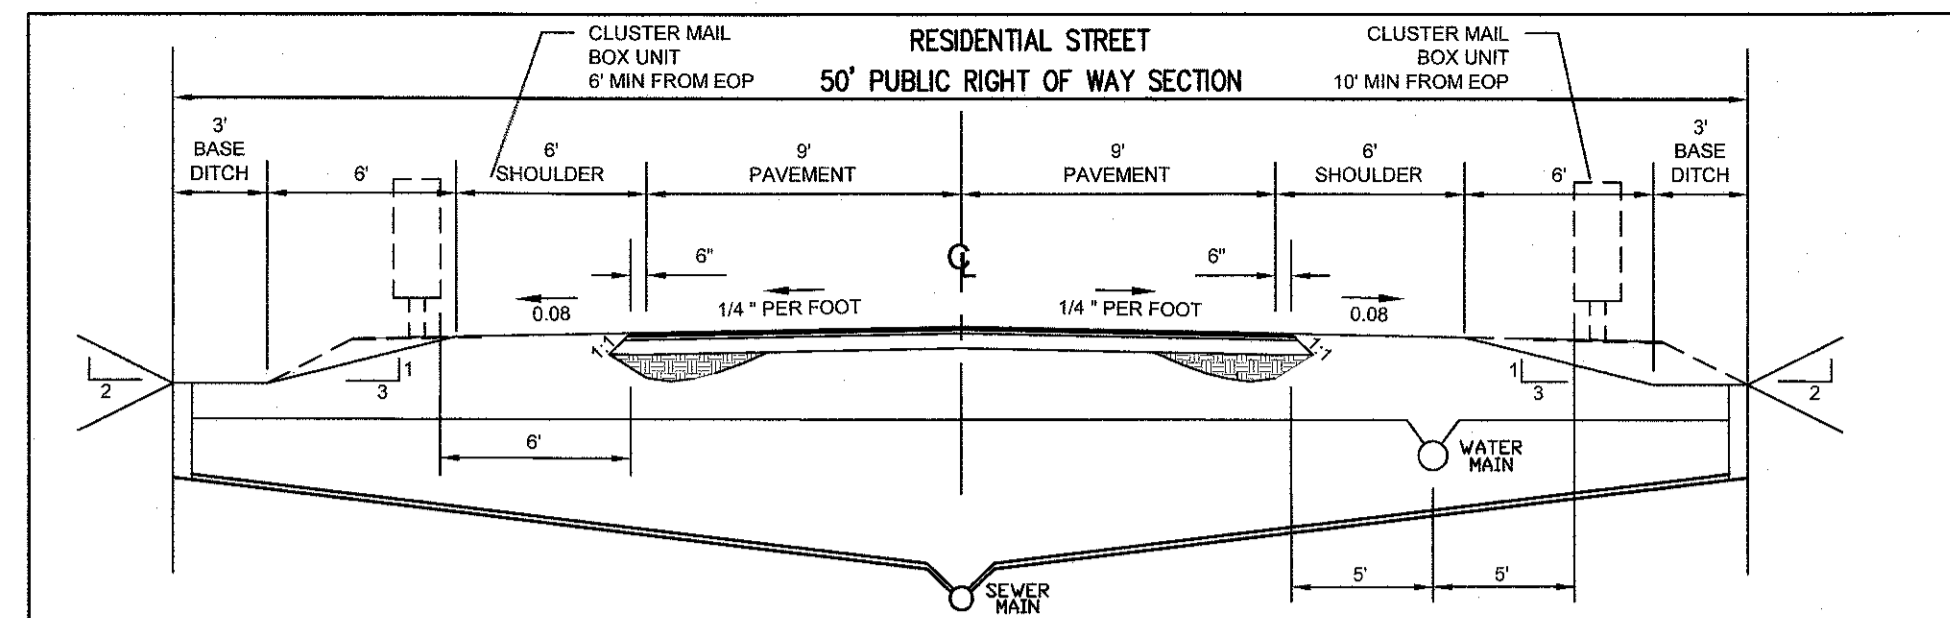 CLUSTER MAIL
BOX UNIT
6' MIN FROM EOP
RESIDENTIAL STREET
50' PUBLIC RIGHT OF WAY SECTION
CLUSTER MAIL
BOX UNIT
10' MIN FROM EOP
3'
BASE
DITCH
6'
6'
SHOULDER
9'
PAVEMENT
9'
PAVEMENT
6'
SHOULDER
6'
3'
BASE
DITCH
6"
CL
6"
0.08
1/4 " PER FOOT
1/4 " PER FOOT
0.08
1:1
1:1
2
1
3
1
3
2
6'
WATER
MAIN
5'
5'
SEWER
MAIN